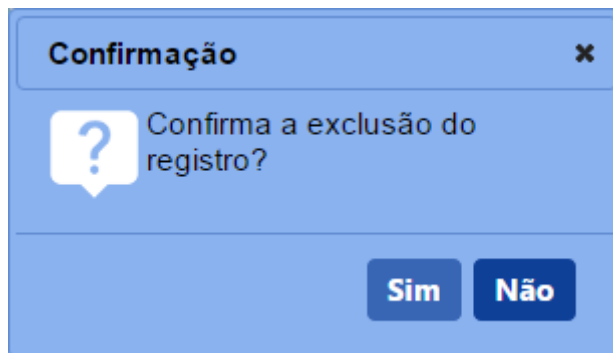 Confirmação
Confirma a exclusão do
registro?
Sim Não